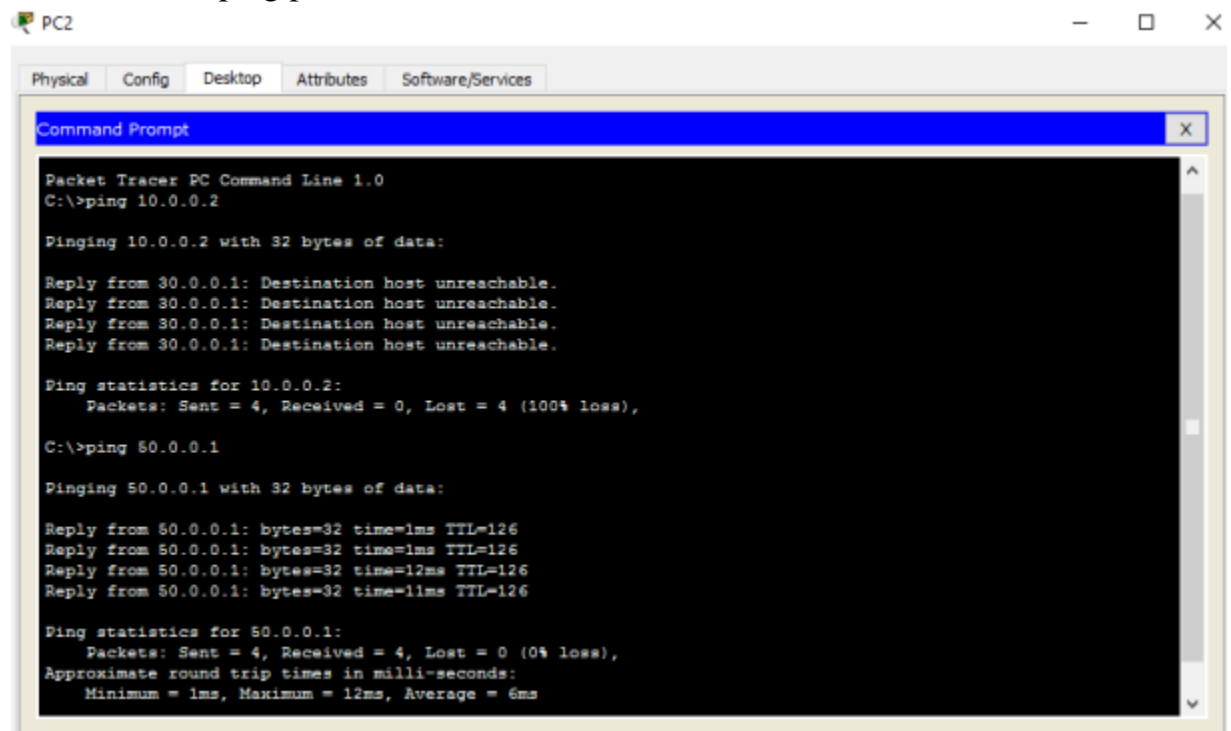 PC2
Physical Config Desktop Attributes Software/Services
Command Prompt X
Packet Tracer PC Command Line 1.0
C:\>ping 10.0.0.2
Pinging 10.0.0.2 with 32 bytes of data:
Reply from 30.0.0.1: Destination host unreachable.
Reply from 30.0.0.1: Destination host unreachable.
Reply from 30.0.0.1: Destination host unreachable.
Reply from 30.0.0.1: Destination host unreachable.
Ping statistics for 10.0.0.2:
Packets: Sent = 4, Received = 0, Lost = 4 (100% loss),
C:\>ping 50.0.0.1
Pinging 50.0.0.1 with 32 bytes of data:
Reply from 50.0.0.1: bytes=32 time=1ms TTL=126
Reply from 50.0.0.1: bytes=32 time=1ms TTL=126
Reply from 50.0.0.1: bytes=32 time=12ms TTL=126
Reply from 50.0.0.1: bytes=32 time=11ms TTL=126
Ping statistics for 50.0.0.1:
Packets: Sent = 4, Received = 4, Lost = 0 (0% loss),
Approximate round trip times in milli-seconds:
Minimum = 1ms, Maximum = 12ms, Average = 6ms